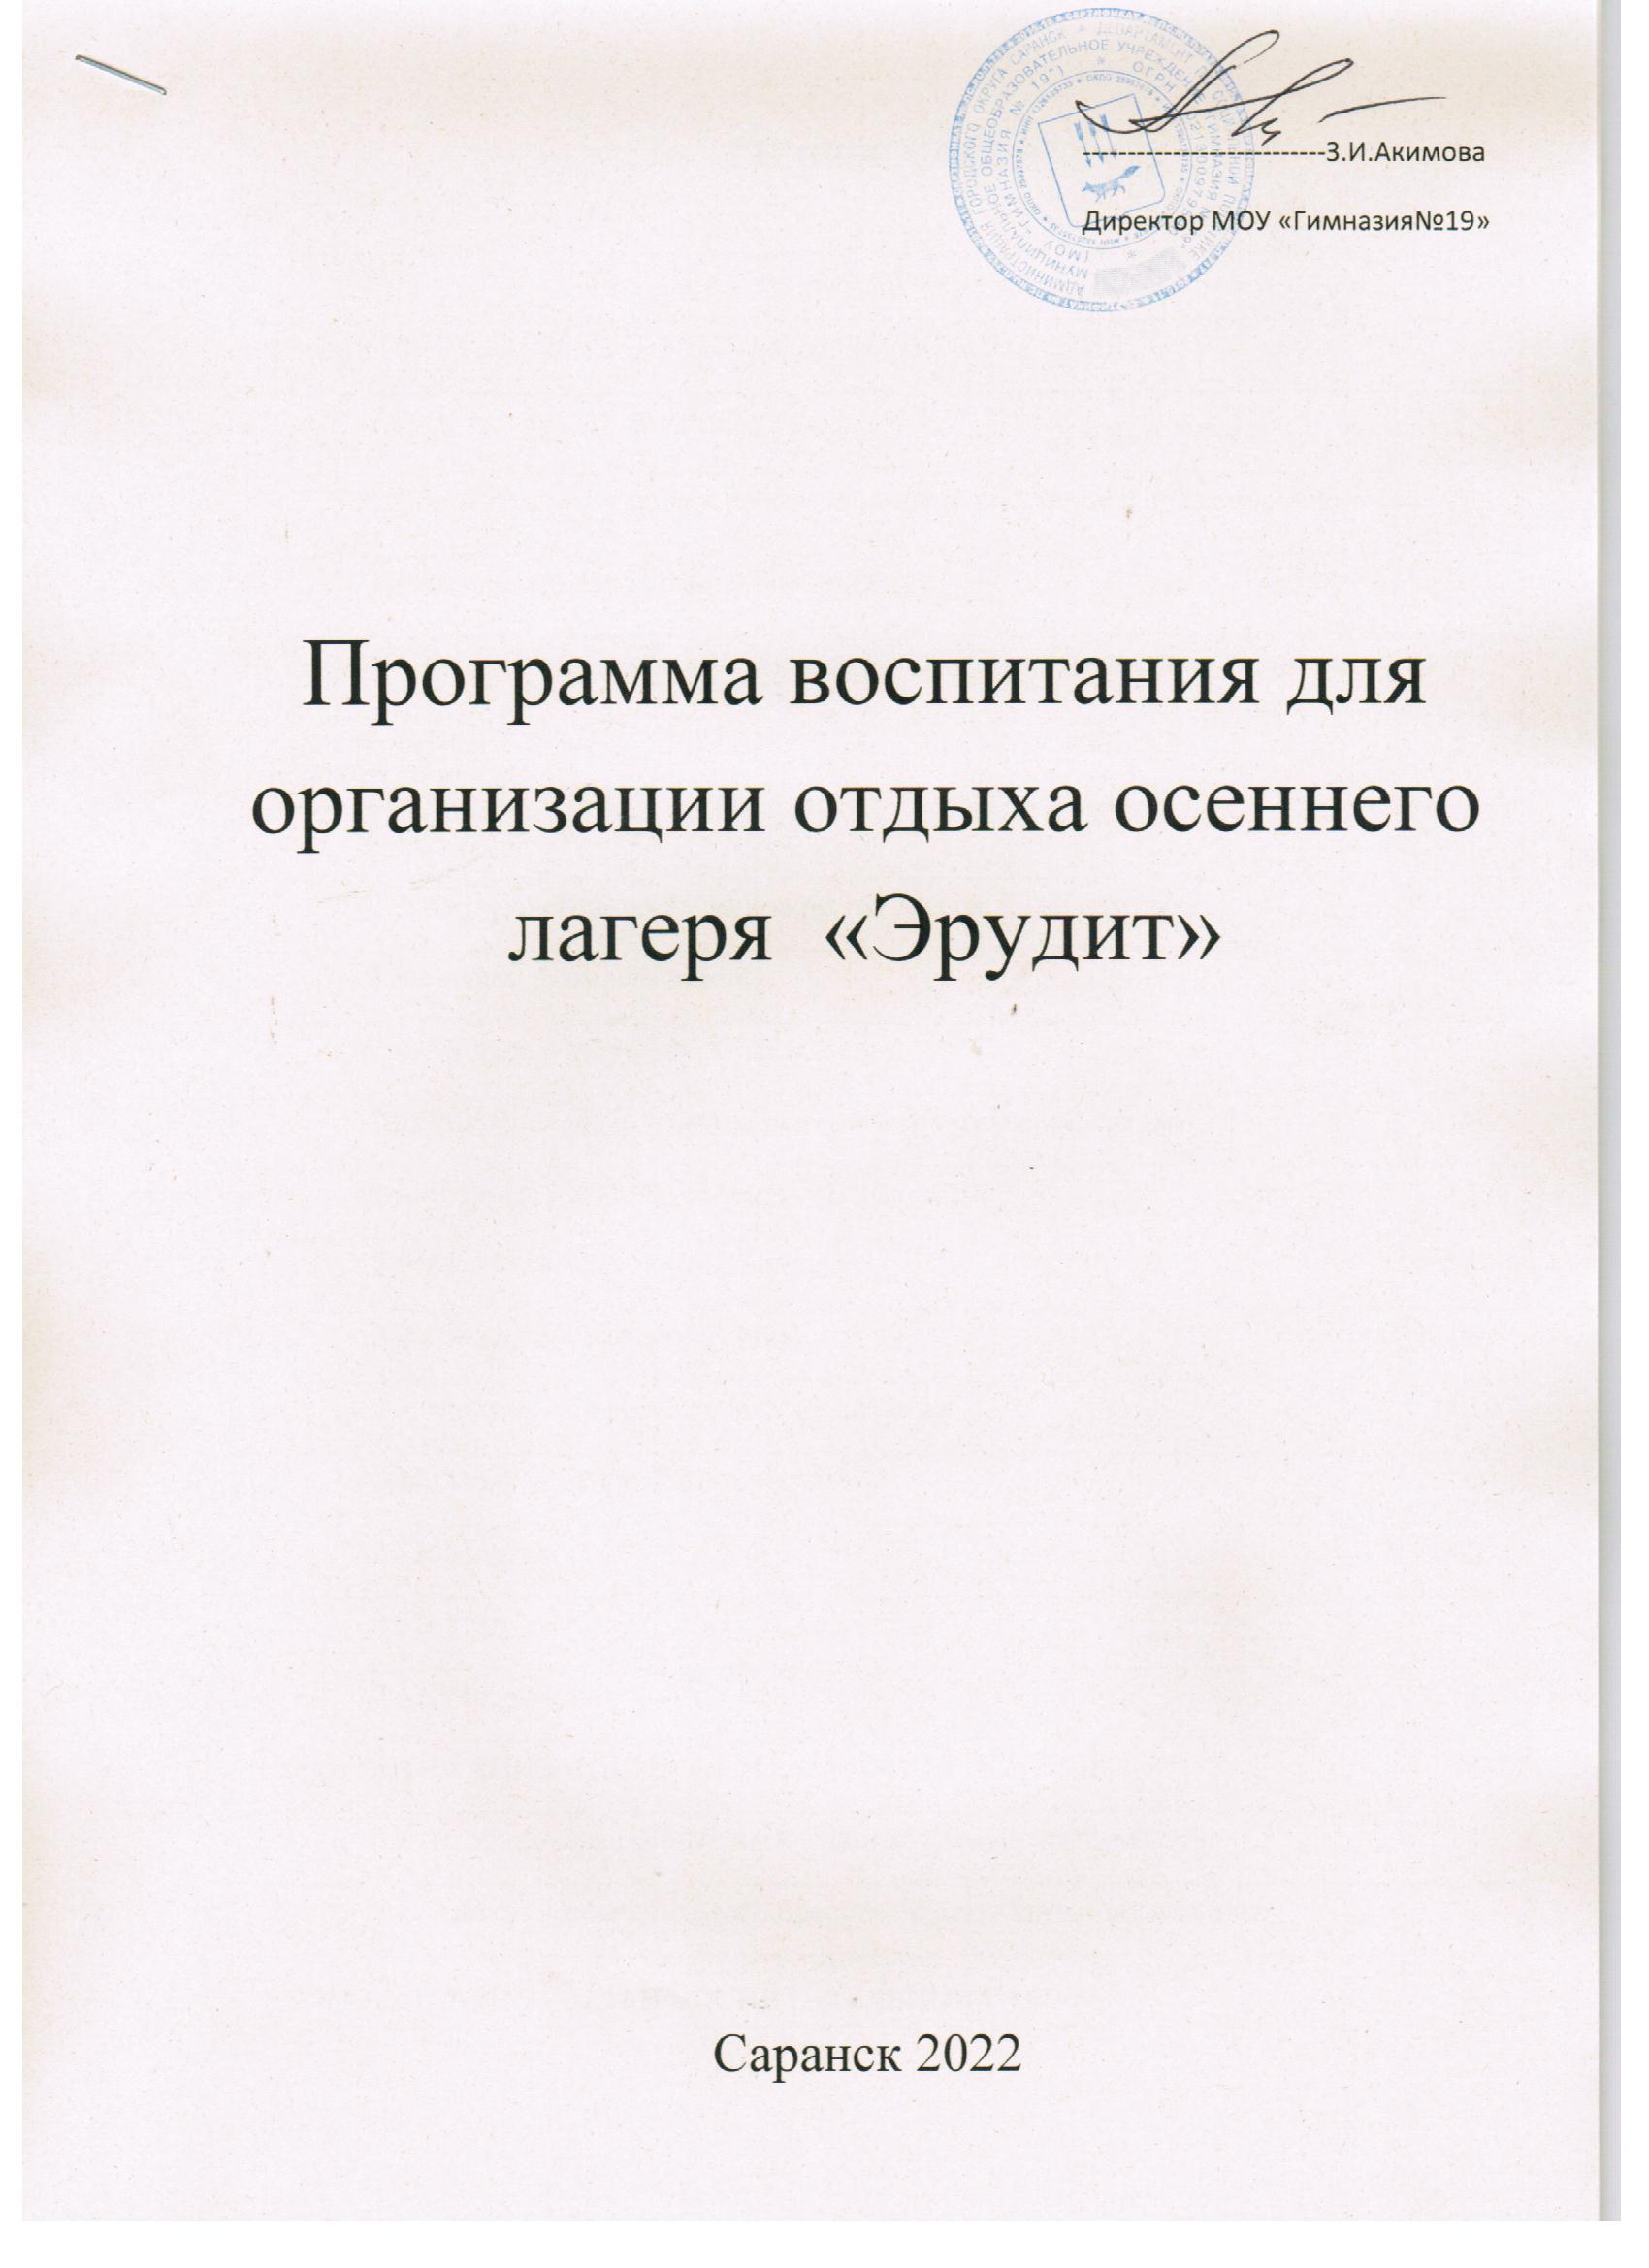 ---------------------------З.И.Акимова
Директор МОУ «Гимназия№19»
Программа воспитания для
организации отдыха осеннего
лагеря «Эрудит»
Саранск 2022